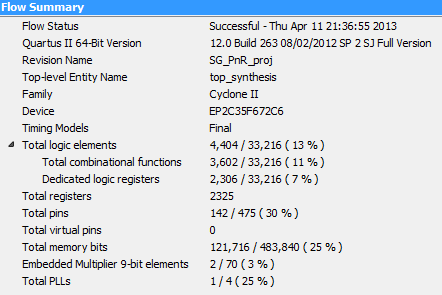 Flow Summary
Flow Status Successful - Thu Apr 11 21:36:55 2013
Quartus II 64-Bit Version 12.0 Build 263 08/02/2012 SP 2 SJ Full Version
Revision Name SG_PnR_proj
Top-level Entity Name top_synthesis
Family Cyclone II
Device EP2C35F672C6
Timing Models Final
Total logic elements 4,404 / 33,216 ( 13 % )
Total combinational functions 3,602 / 33,216 ( 11 % )
Dedicated logic registers 2,306 / 33,216 ( 7 % )
Total registers 2325
Total pins 142 / 475 ( 30 % )
Total virtual pins 0
Total memory bits 121,716 / 483,840 ( 25 % )
Embedded Multiplier 9-bit elements 2 / 70 ( 3 % )
Total PLLs 1 / 4 ( 25 % )